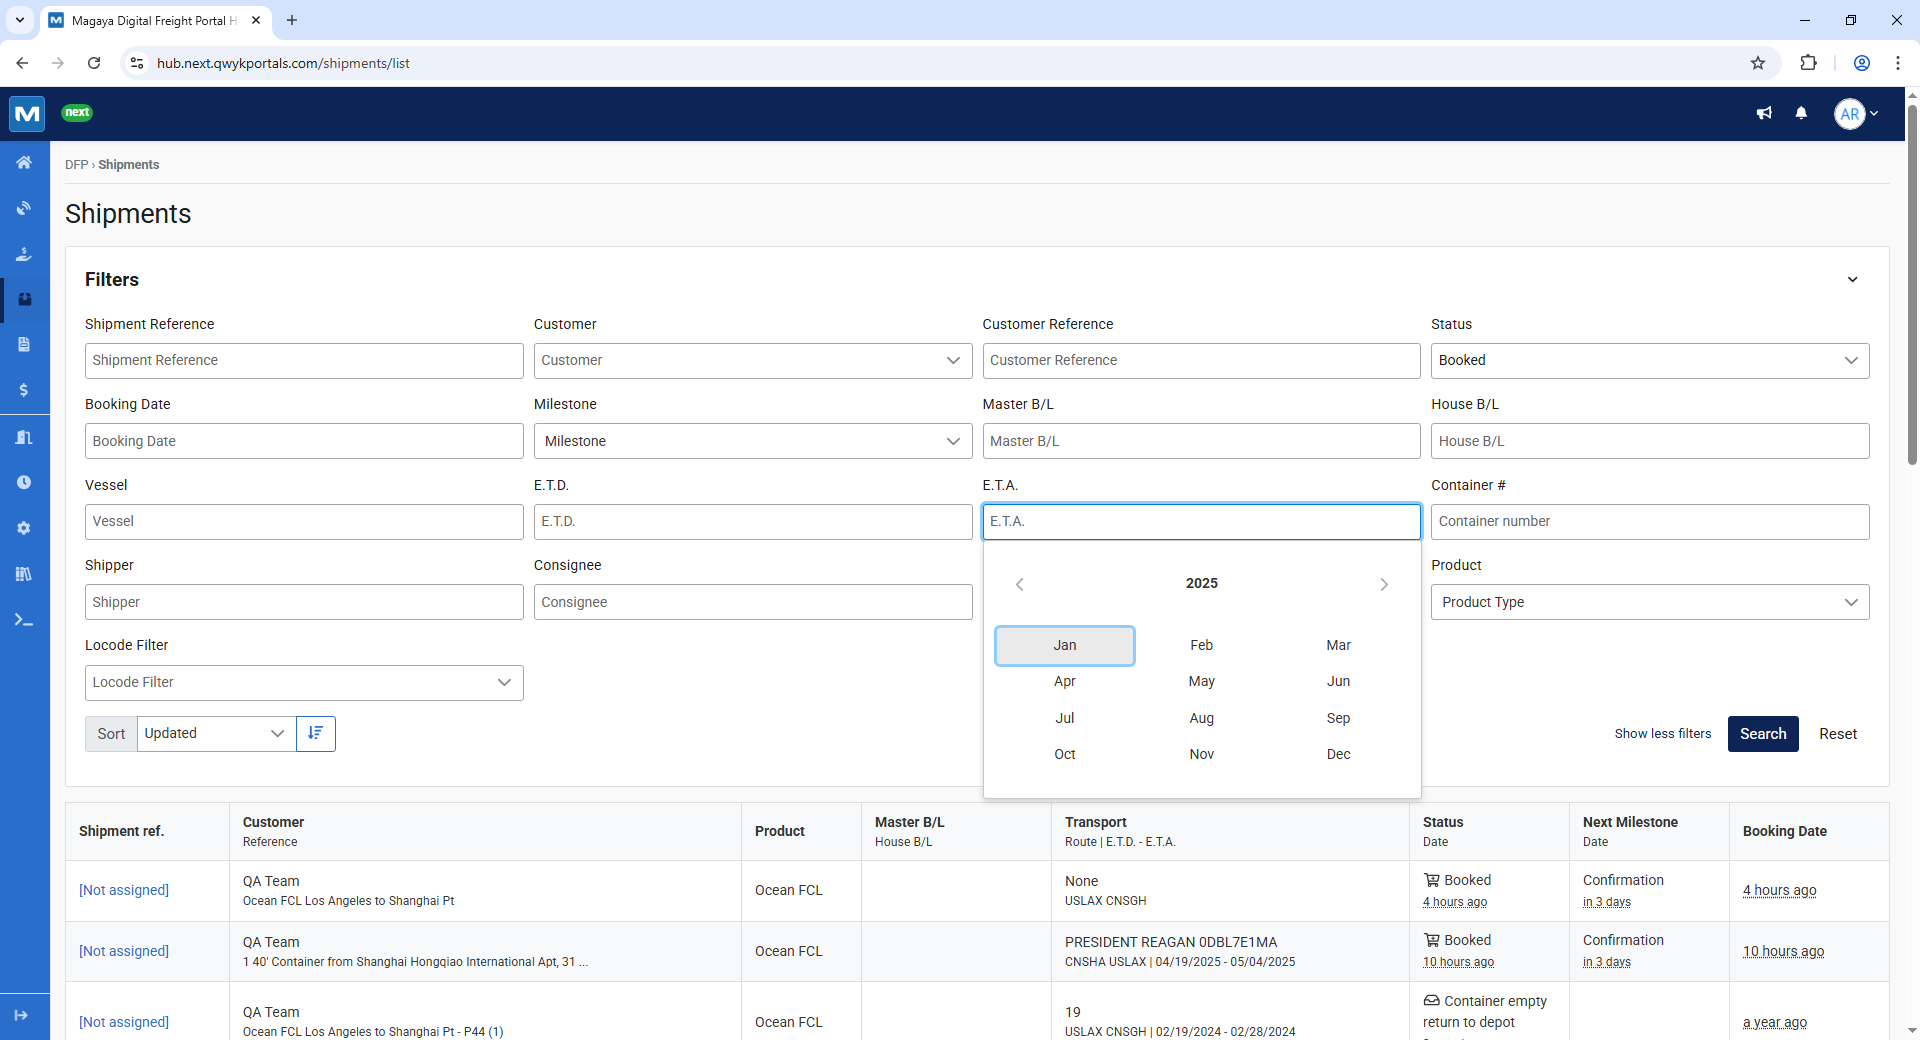 Magaya Digital Freight Portal H
hub.next.qwykportals.com/shipments/list
next
AR
DFP › Shipments
Shipments
Filters
Shipment Reference
Customer
Customer Reference
Status
Shipment Reference
Customer
Customer Reference
Booked
Booking Date
Milestone
Master B/L
House B/L
Booking Date
Milestone
Master B/L
House B/L
Vessel
E.T.D.
E.T.A.
Container #
Vessel
E.T.D.
E.T.A.
Container number
Shipper
Consignee
Product
Shipper
Consignee
Product Type
2025
Jan Feb Mar
Apr May Jun
Jul Aug Sep
Oct Nov Dec
Locode Filter
Locode Filter
Sort Updated
Show less filters Search Reset
Shipment ref. Customer Product Master B/L Transport Status Next Milestone Booking Date
Reference House B/L Route | E.T.D. - E.T.A. Date Date
[Not assigned] QA Team Ocean FCL None Booked Confirmation 4 hours ago
Ocean FCL Los Angeles to Shanghai Pt USLAX CNSGH 4 hours ago in 3 days
[Not assigned] QA Team Ocean FCL PRESIDENT REAGAN 0DBL7E1MA Booked Confirmation 10 hours ago
1 40' Container from Shanghai Hongqiao International Apt, 31 ... CNSHA USLAX | 04/19/2025 - 05/04/2025 10 hours ago in 3 days
[Not assigned] QA Team Ocean FCL 19 Container empty return to depot a year ago
Ocean FCL Los Angeles to Shanghai Pt - P44 (1) USLAX CNSGH | 02/19/2024 - 02/28/2024